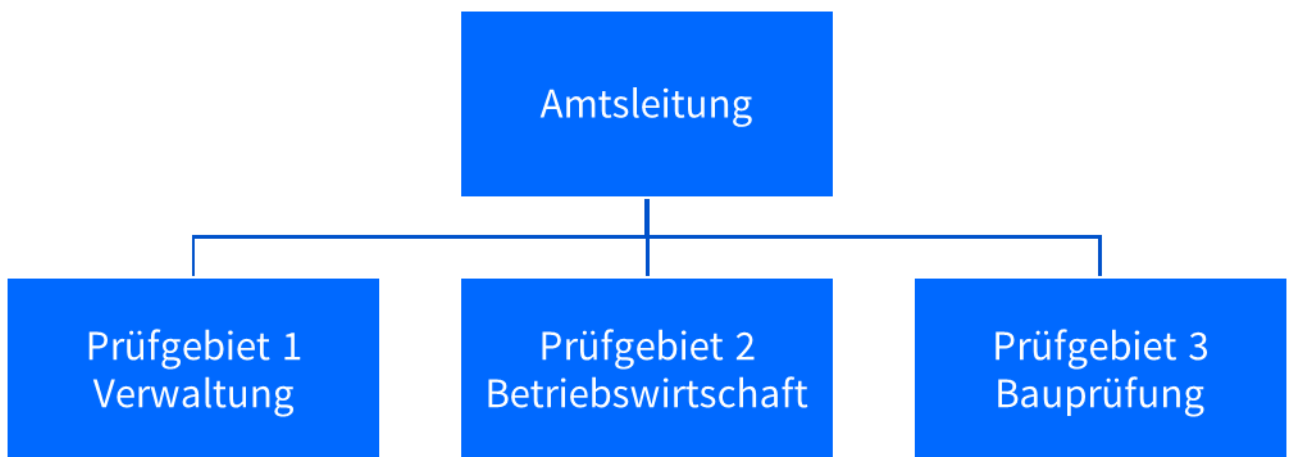 Amtsleitung
Prüfgebiet 1
Verwaltung
Prüfgebiet 2
Betriebswirtschaft
Prüfgebiet 3
Bauprüfung